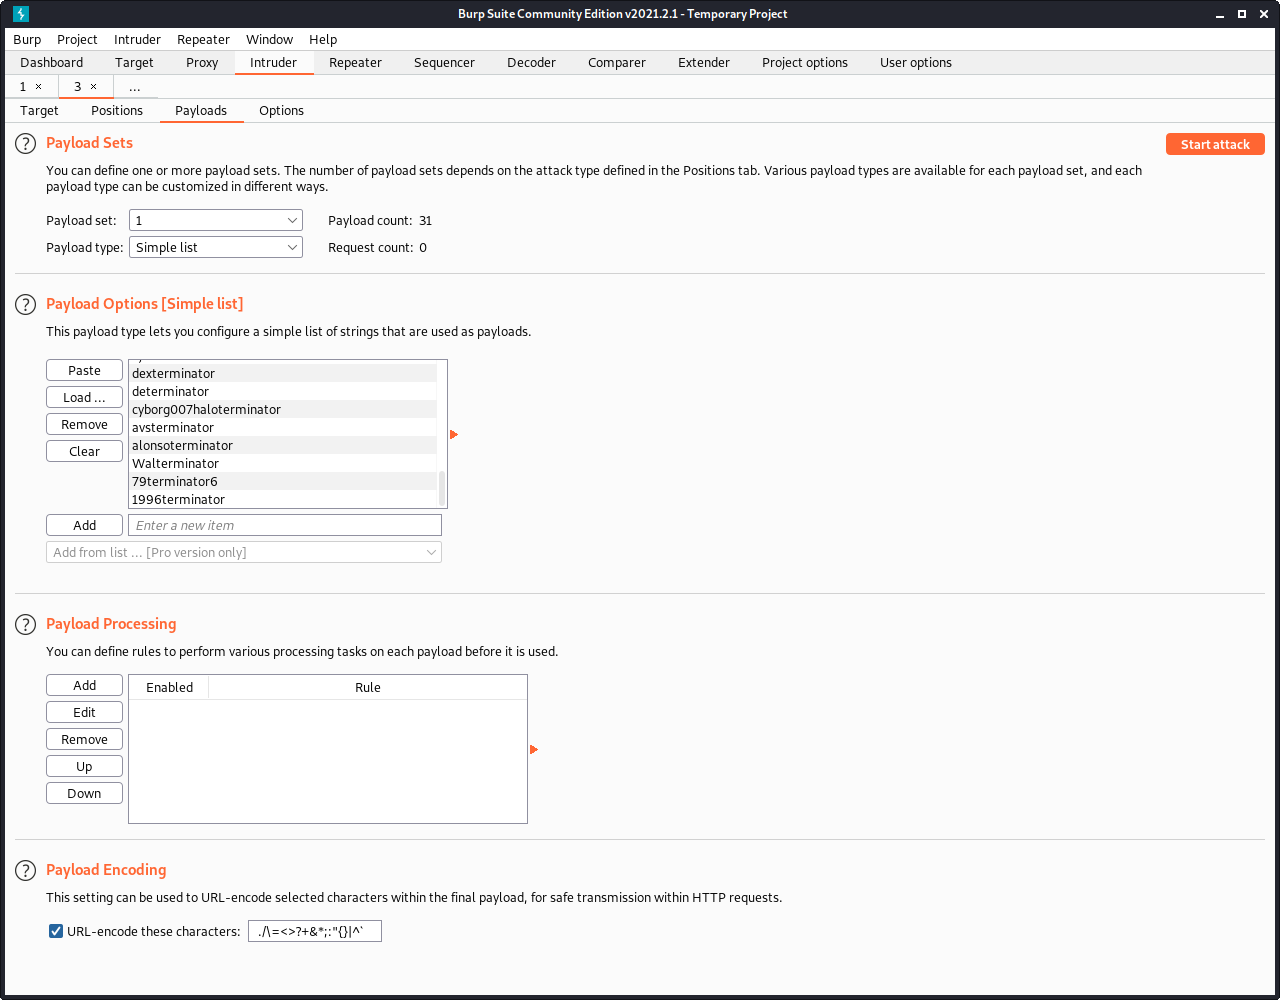 Burp Suite Community Edition v2021.2.1 - Temporary Project
Burp Project Intruder Repeater Window Help
Dashboard Target Proxy Intruder Repeater Sequencer Decoder Comparer Extender Project options User options
1 × 3 × ...
Target Positions Payloads Options
? Payload Sets
Start attack
You can define one or more payload sets. The number of payload sets depends on the attack type defined in the Positions tab. Various payload types are available for each payload set, and each
payload type can be customized in different ways.
Payload set: 1 Payload count: 31
Payload type: Simple list Request count: 0
? Payload Options [Simple list]
This payload type lets you configure a simple list of strings that are used as payloads.
Paste
Load ...
Remove
Clear
dexterminator
determinator
cyborg007haloterminator
avsterminator
alonsoterminator
Walterminator
79terminator6
1996terminator
Add Enter a new item
Add from list ... [Pro version only]
? Payload Processing
You can define rules to perform various processing tasks on each payload before it is used.
Add
Edit
Remove
Up
Down
Enabled Rule
? Payload Encoding
This setting can be used to URL-encode selected characters within the final payload, for safe transmission within HTTP requests.
URL-encode these characters: ./\=<>?+&*;:"{}|^`